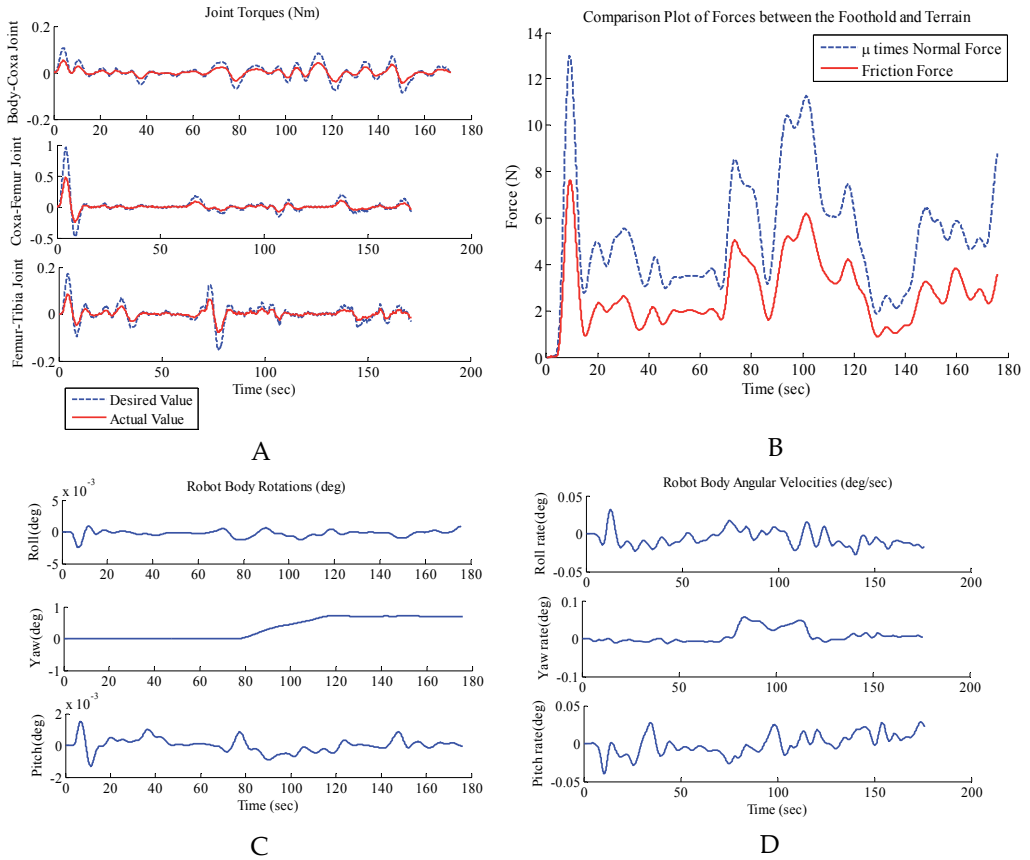 Joint Torques (Nm)
Body-Coxa Joint
0.2
0
-0.2
0 20 40 60 80 100 120 140 160 180
Coxa-Femur Joint
1
0.5
0
-0.5
0 50 100 150 200
Femur-Tibia Joint
0.2
0
-0.2
0 50 100 150 200
Time (sec)
Desired Value
Actual Value
A
Comparison Plot of Forces between the Foothold and Terrain
μ times Normal Force
Friction Force
Force (N)
14
12
10
8
6
4
2
0
0 20 40 60 80 100 120 140 160 180
Time (sec)
B
Robot Body Rotations (deg)
x 10⁻³
Roll(deg)
5
0
-5
0 20 40 60 80 100 120 140 160 180
Yaw(deg)
1
0
-1
0 20 40 60 80 100 120 140 160 180
x 10⁻³
Pitch(deg)
2
0
-2
0 20 40 60 80 100 120 140 160 180
Time (sec)
C
Robot Body Angular Velocities (deg/sec)
Roll rate(deg)
0.05
0
-0.05
0 50 100 150 200
Yaw rate(deg)
0.1
0
-0.1
0 50 100 150 200
Pitch rate(deg)
0.05
0
-0.05
0 50 100 150 200
Time (sec)
D